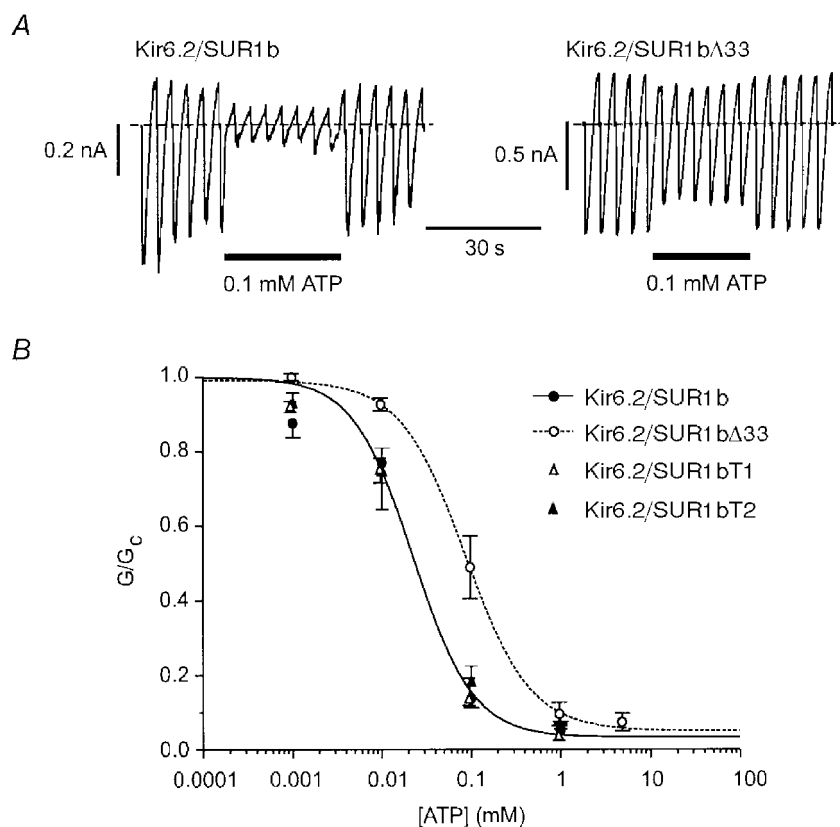 A
Kir6.2/SUR1b
Kir6.2/SUR1bΔ33
0.2 nA
0.5 nA
30 s
0.1 mM ATP
0.1 mM ATP
B
1.0
0.8
0.6
0.4
0.2
0.0
G/GC
Kir6.2/SUR1b
Kir6.2/SUR1bΔ33
Kir6.2/SUR1bT1
Kir6.2/SUR1bT2
0.0001
0.001
0.01
0.1
1
10
100
[ATP] (mM)